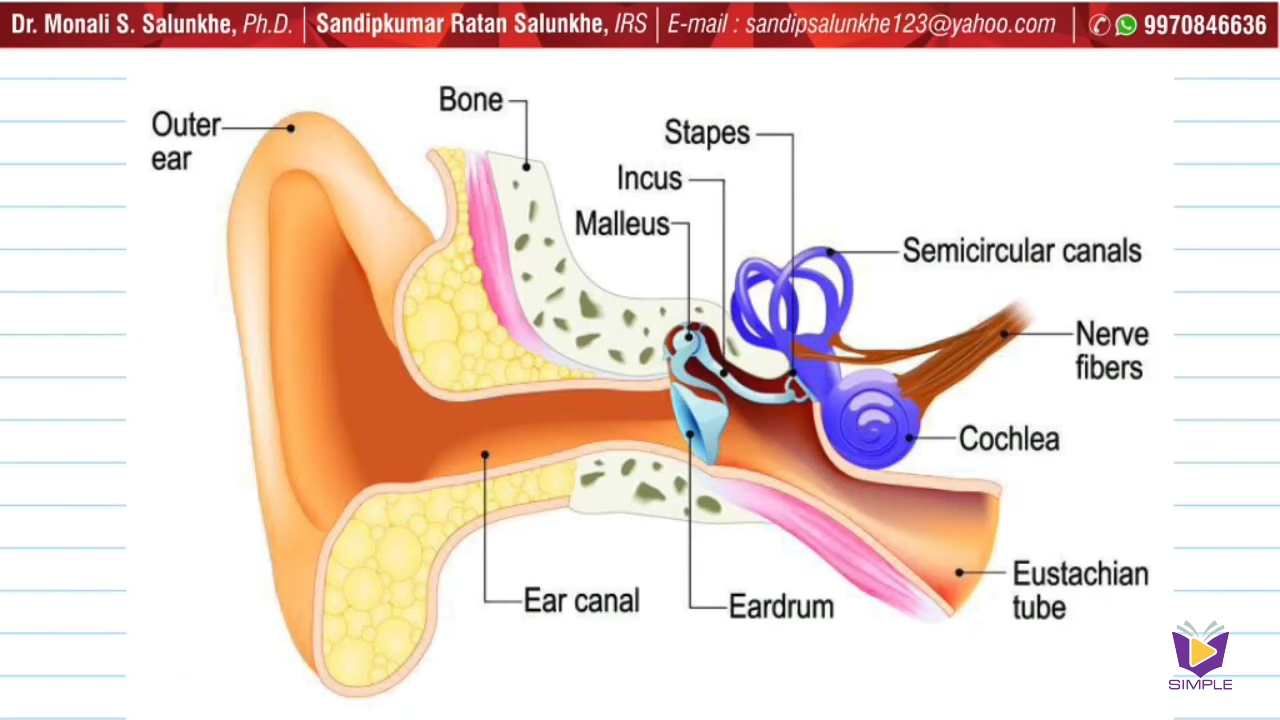 Dr. Monali S. Salunkhe, Ph.D. | Sandipkumar Ratan Salunkhe, IRS | E-mail : sandipsalunkhe123@yahoo.com | 9970846636
Bone
Outer
ear
Stapes
Incus
Malleus
Semicircular canals
Nerve
fibers
Cochlea
Eustachian
tube
Ear canal
Eardrum
SIMPLE